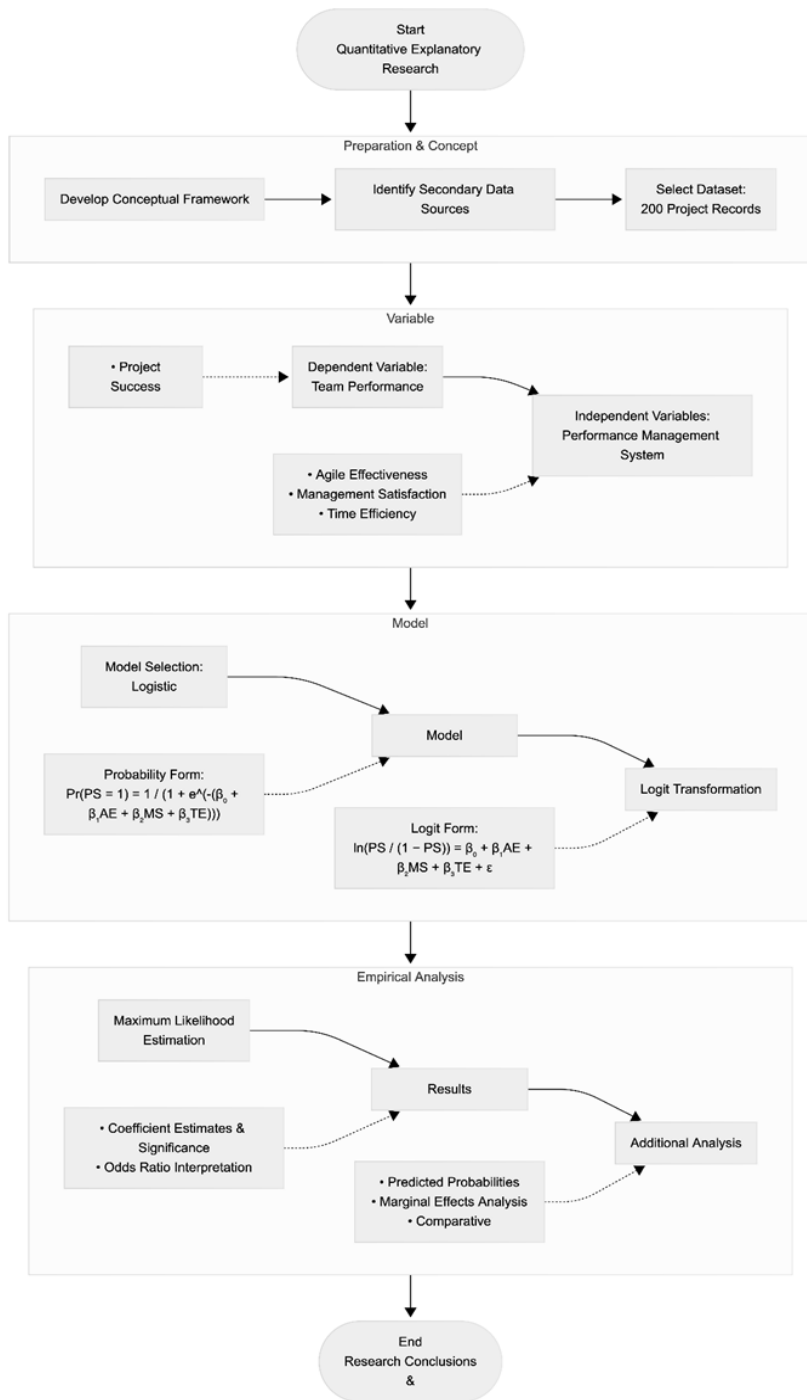 Start
Quantitative Explanatory
Research
Preparation & Concept
Develop Conceptual Framework
Identify Secondary Data
Sources
Select Dataset:
200 Project Records
Variable
• Project
Success
Dependent Variable:
Team Performance
Independent Variables:
Performance Management
System
• Agile Effectiveness
• Management Satisfaction
• Time Efficiency
Model
Model Selection:
Logistic
Model
Probability Form:
Pr(PS = 1) = 1 / (1 + e^(-(β₀ +
β₁AE + β₂MS + β₃TE)))
Logit Transformation
Logit Form:
ln(PS / (1 − PS)) = β₀ + β₁AE +
β₂MS + β₃TE + ε
Empirical Analysis
Maximum Likelihood
Estimation
Results
• Coefficient Estimates &
Significance
• Odds Ratio Interpretation
Additional Analysis
• Predicted Probabilities
• Marginal Effects Analysis
• Comparative
End
Research Conclusions
&